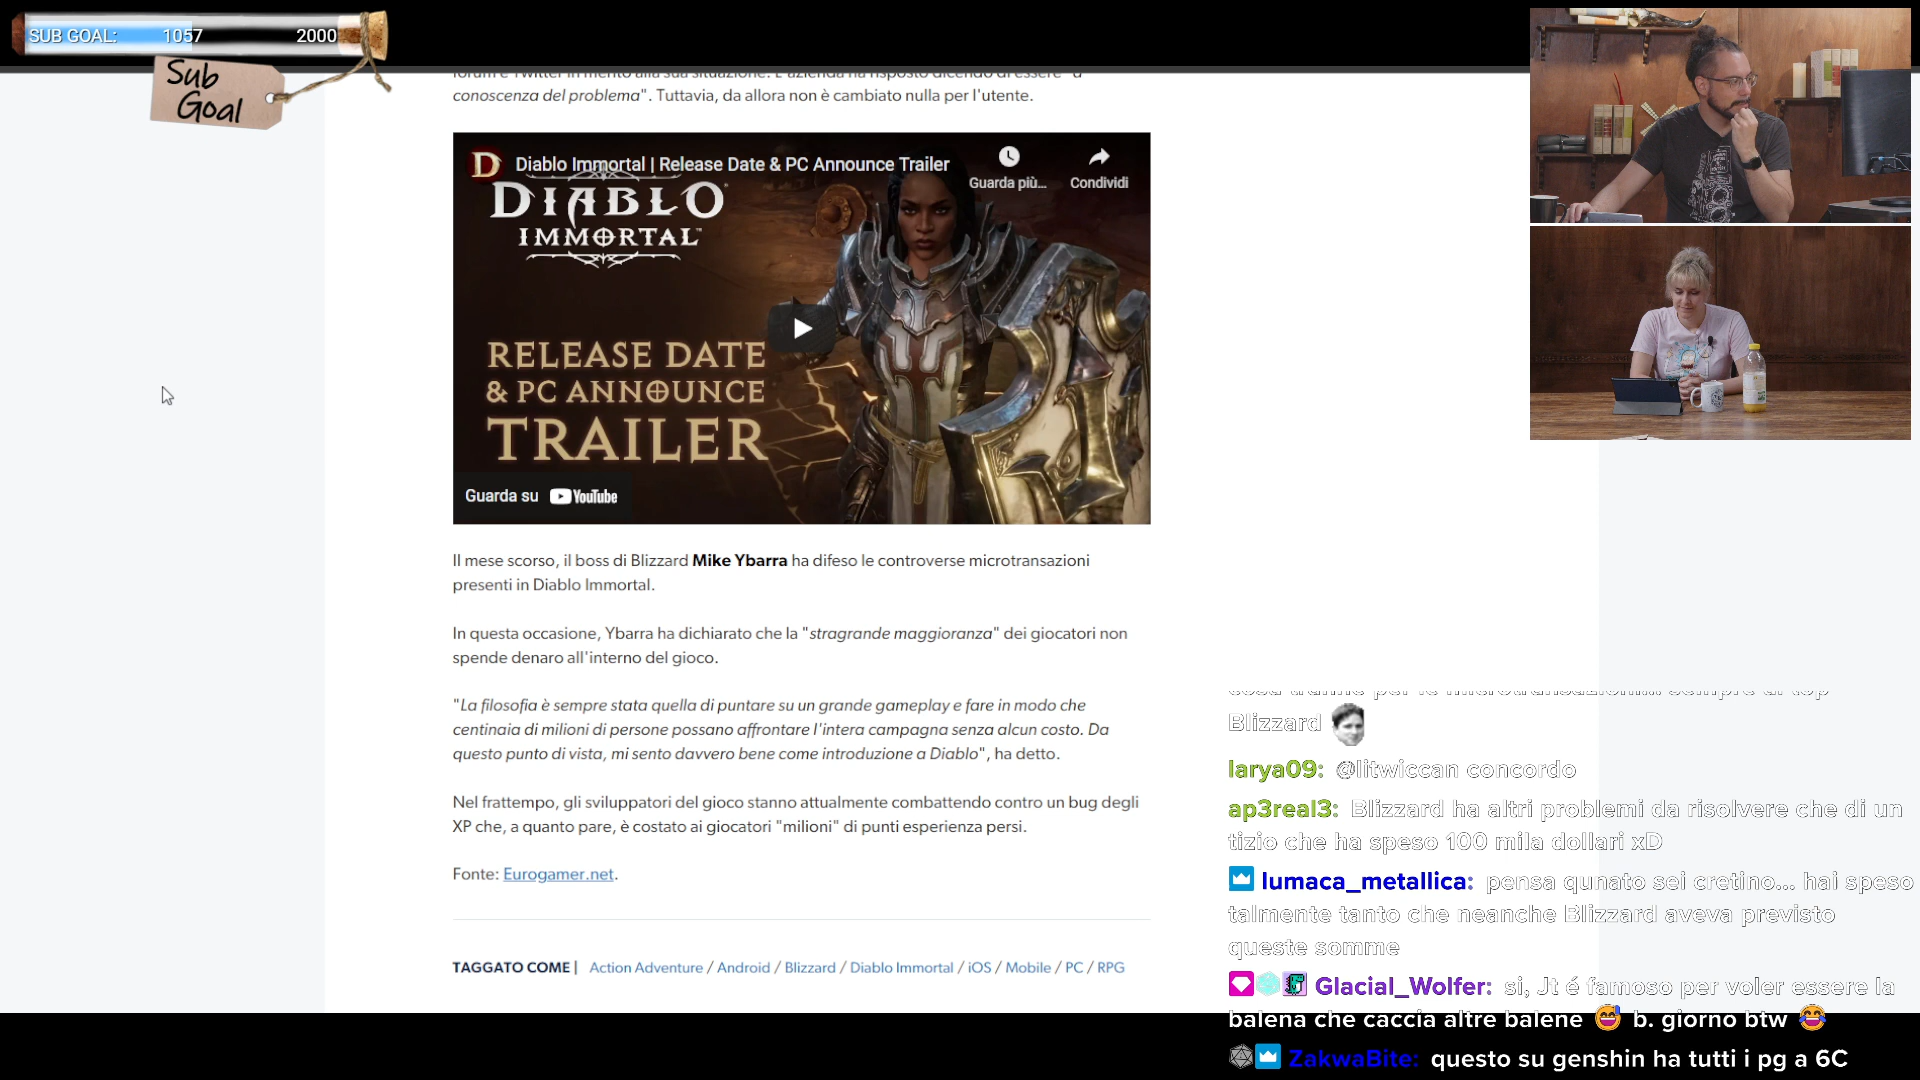 SUB GOAL: 1057 2000
Sub
Goal
conoscenza del problema". Tuttavia, da allora non è cambiato nulla per l'utente.
D Diablo Immortal | Release Date & PC Announce Trailer
Guarda più... Condividi
DIABLO
IMMORTAL
RELEASE DATE
& PC ANNOUNCE
TRAILER
Guarda su YouTube
Il mese scorso, il boss di Blizzard Mike Ybarra ha difeso le controverse microtransazioni
presenti in Diablo Immortal.
In questa occasione, Ybarra ha dichiarato che la "stragrande maggioranza" dei giocatori non
spende denaro all'interno del gioco.
"La filosofia è sempre stata quella di puntare su un grande gameplay e fare in modo che
centinaia di milioni di persone possano affrontare l'intera campagna senza alcun costo. Da
questo punto di vista, mi sento davvero bene come introduzione a Diablo", ha detto.
Nel frattempo, gli sviluppatori del gioco stanno attualmente combattendo contro un bug degli
XP che, a quanto pare, è costato ai giocatori "milioni" di punti esperienza persi.
Fonte: Eurogamer.net.
TAGGATO COME | Action Adventure / Android / Blizzard / Diablo Immortal / iOS / Mobile / PC / RPG
Blizzard
larya09: @litwiccan concordo
ap3real3: Blizzard ha altri problemi da risolvere che di un
tizio che ha speso 100 mila dollari xD
lumaca_metallica: pensa qunato sei cretino... hai speso
talmente tanto che neanche Blizzard aveva previsto
queste somme
Glacial_Wolfer: si, Jt é famoso per voler essere la
balena che caccia altre balene 😅 b. giorno btw 😂
ZakwaBite: questo su genshin ha tutti i pg a 6C